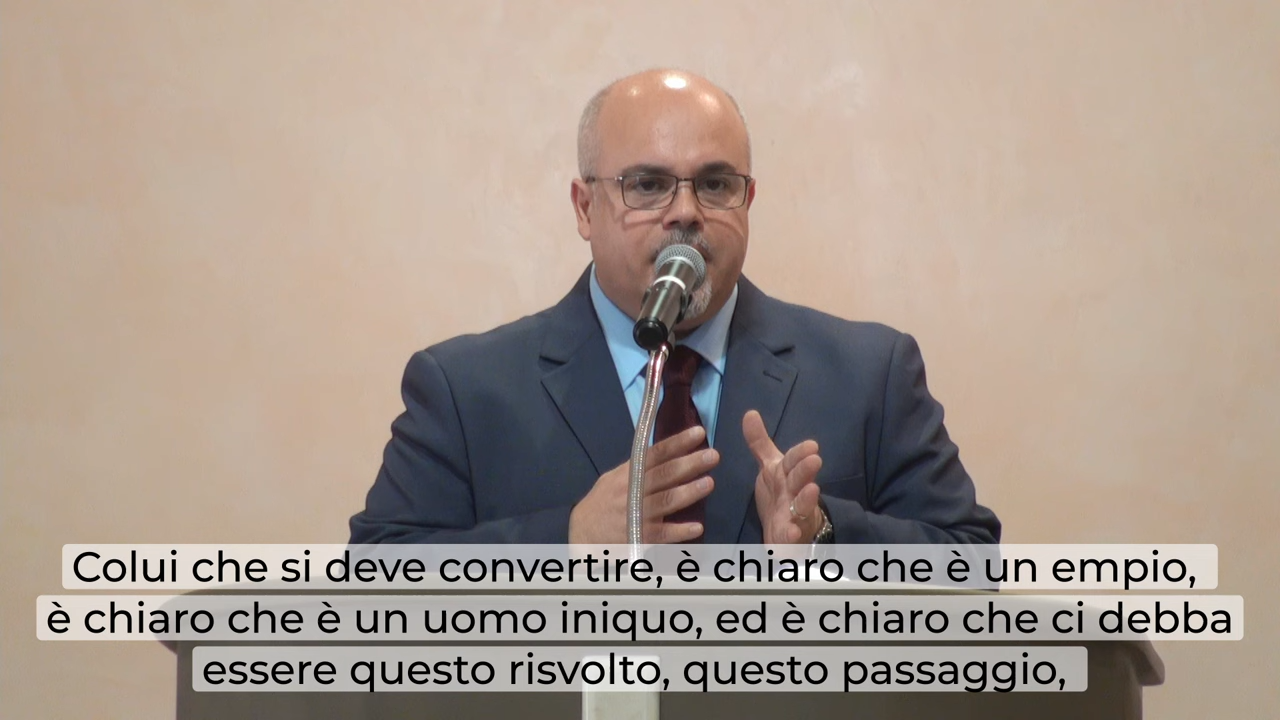 Colui che si deve convertire, è chiaro che è un empio,
è chiaro che è un uomo iniquo, ed è chiaro che ci debba
essere questo risvolto, questo passaggio,